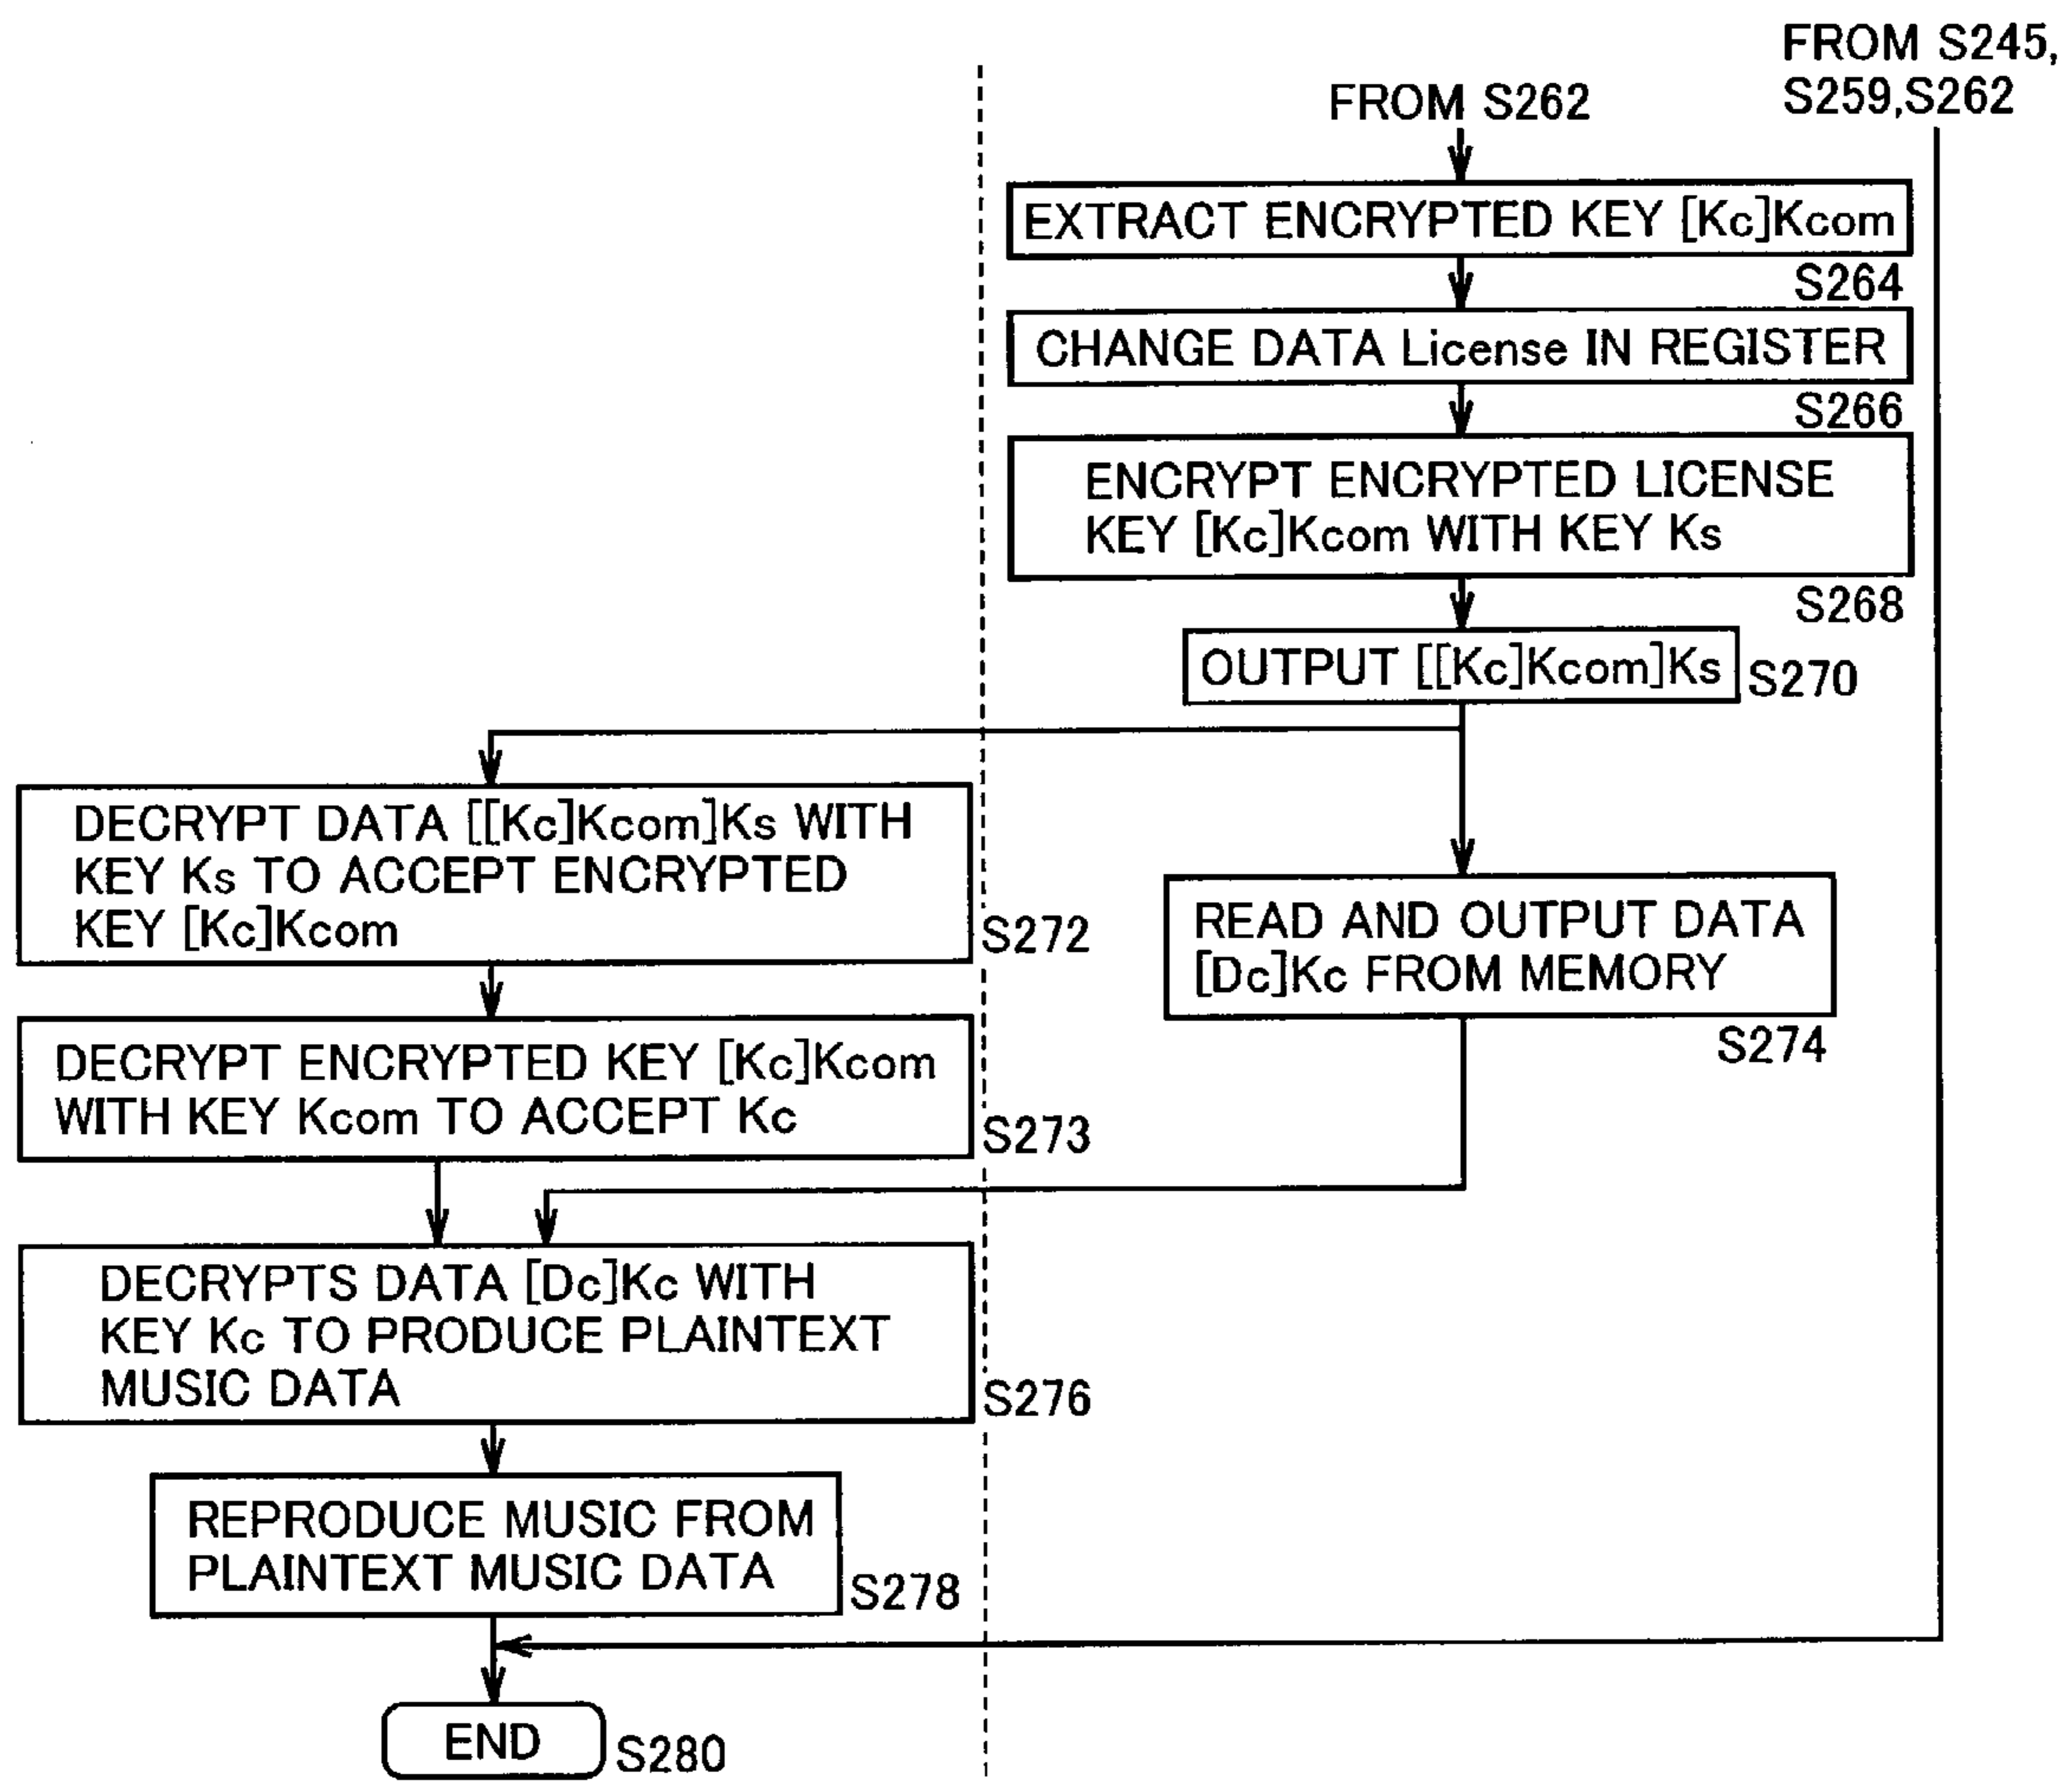 FROM S245,
S259,S262
FROM S262
EXTRACT ENCRYPTED KEY [Kc]Kcom
S264
CHANGE DATA License IN REGISTER
S266
ENCRYPT ENCRYPTED LICENSE
KEY [Kc]Kcom WITH KEY Ks
S268
OUTPUT [[Kc]Kcom]Ks
S270
DECRYPT DATA [[Kc]Kcom]Ks WITH
KEY Ks TO ACCEPT ENCRYPTED
KEY [Kc]Kcom
S272
READ AND OUTPUT DATA
[Dc]Kc FROM MEMORY
S274
DECRYPT ENCRYPTED KEY [Kc]Kcom
WITH KEY Kcom TO ACCEPT Kc
S273
DECRYPTS DATA [Dc]Kc WITH
KEY Kc TO PRODUCE PLAINTEXT
MUSIC DATA
S276
REPRODUCE MUSIC FROM
PLAINTEXT MUSIC DATA
S278
END
S280